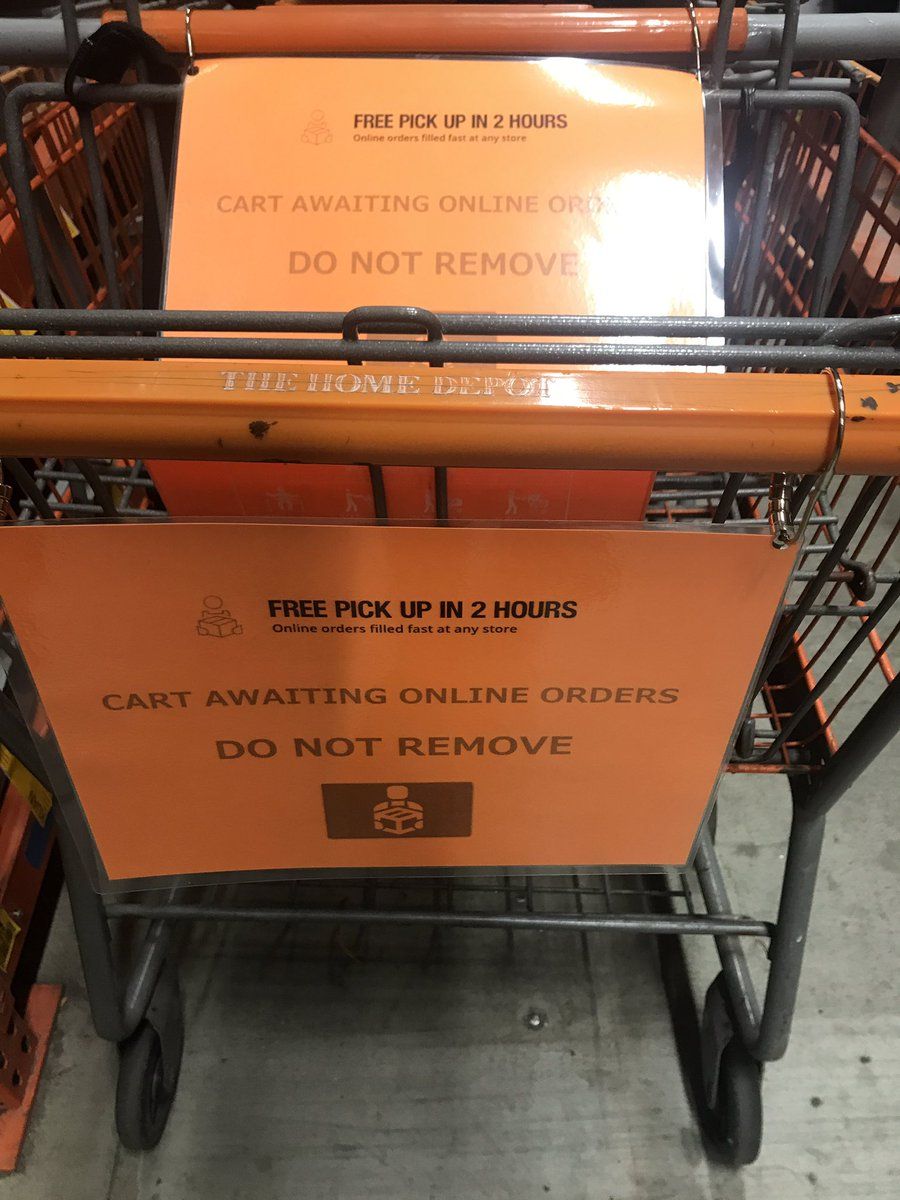 FREE PICK UP IN 2 HOURS
Online orders filled fast at any store
CART AWAITING ONLINE
DO NOT REMOVE
THE HOME DEPOT
FREE PICK UP IN 2 HOURS
Online orders filled fast at any store
CART AWAITING ONLINE ORDERS
DO NOT REMOVE